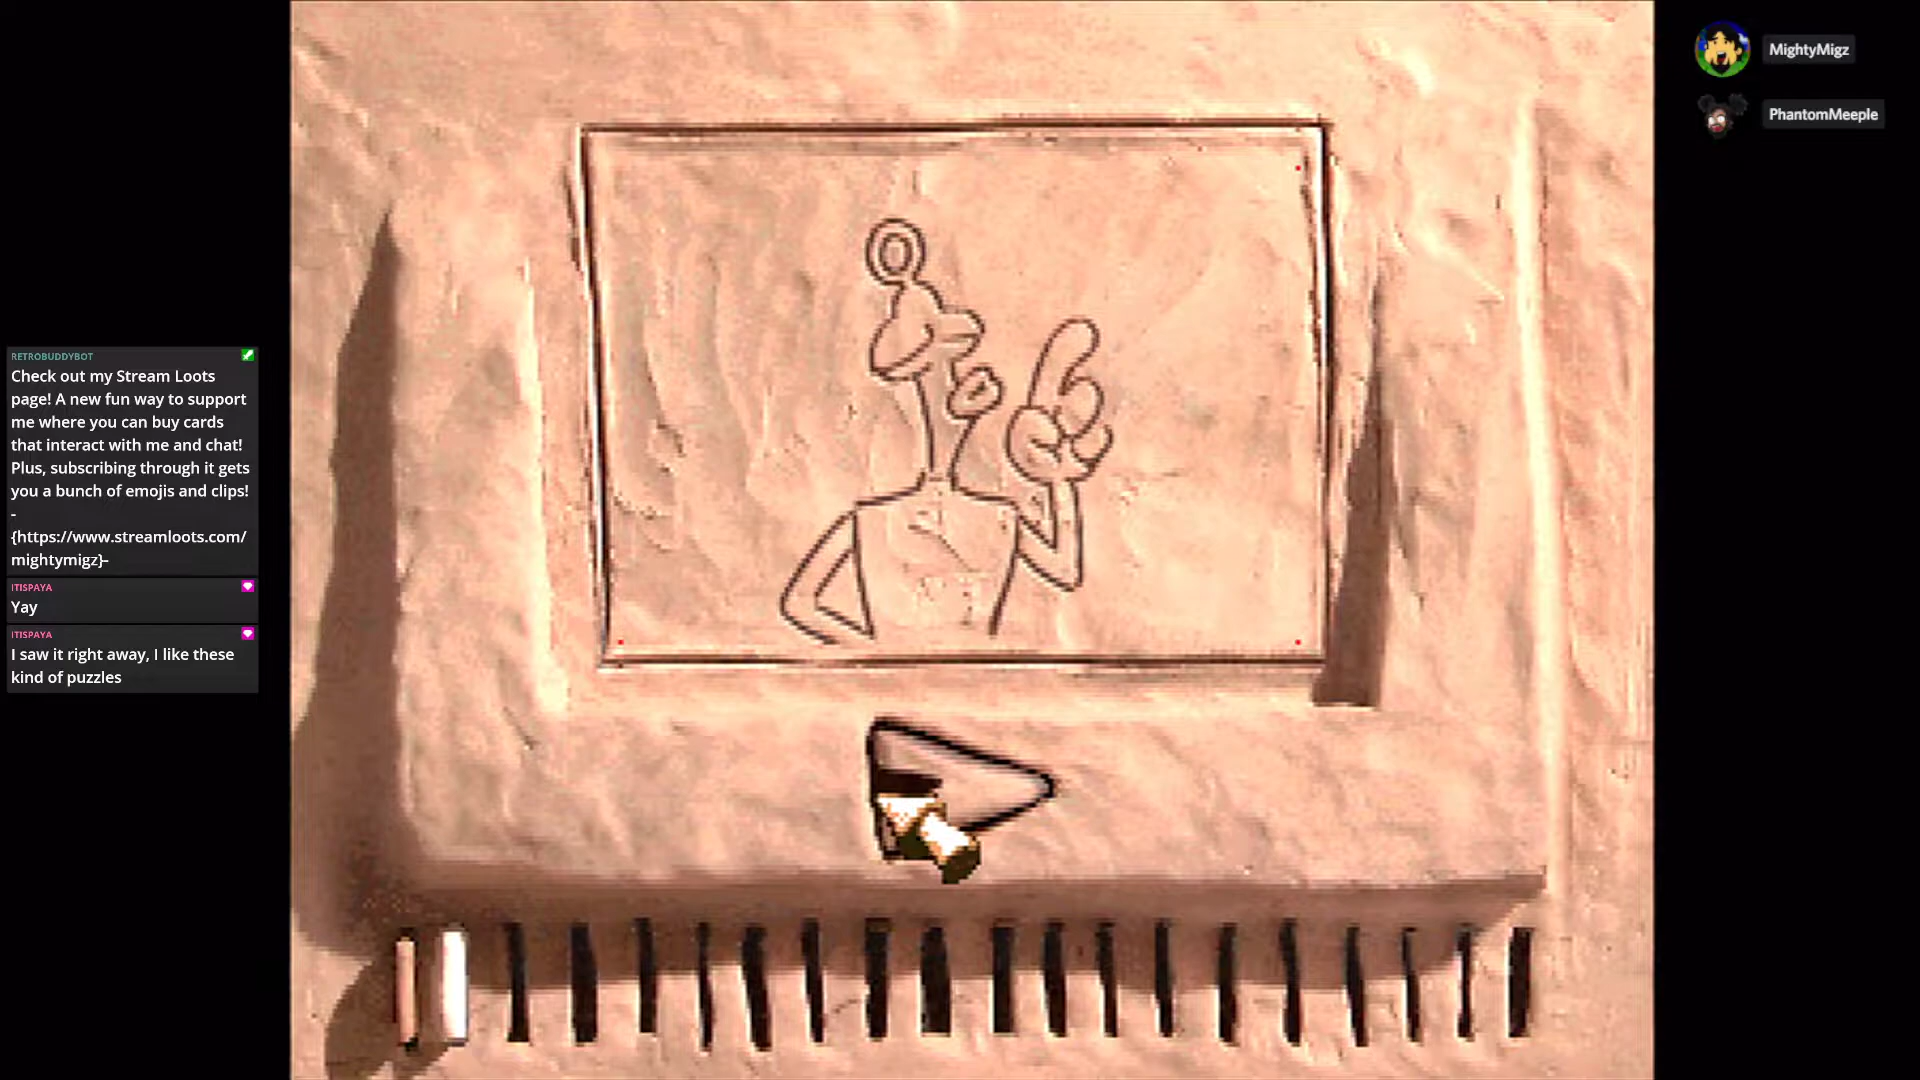 RETROBUDDYBOT
Check out my Stream Loots
page! A new fun way to support
me where you can buy cards
that interact with me and chat!
Plus, subscribing through it gets
you a bunch of emojis and clips!
-
{https://www.streamloots.com/
mightymigz}-
ITISPAYA
Yay
ITISPAYA
I saw it right away, I like these
kind of puzzles
MightyMigz
PhantomMeeple